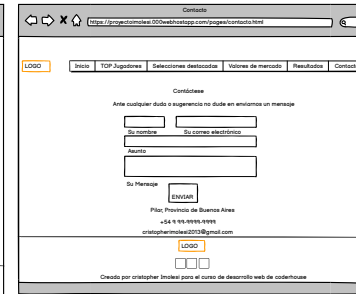 Contacto
https://proyectoimolesi.000webhostapp.com/pages/contacto.html
LOGO Inicio TOP Jugadores Selecciones destacadas Valores de mercado Resultados Contacto
Contáctese
Ante cualquier duda o sugerencia no dude en enviarnos un mensaje
Su nombre Su correo electrónico
Asunto
Su Mensaje
ENVIAR
Pilar, Provincia de Buenos Aires
+54 9 99-9999-9999
cristopherimolesi2013@gmail.com
LOGO
Creado por cristopher Imolesi para el curso de desarrollo web de coderhouse